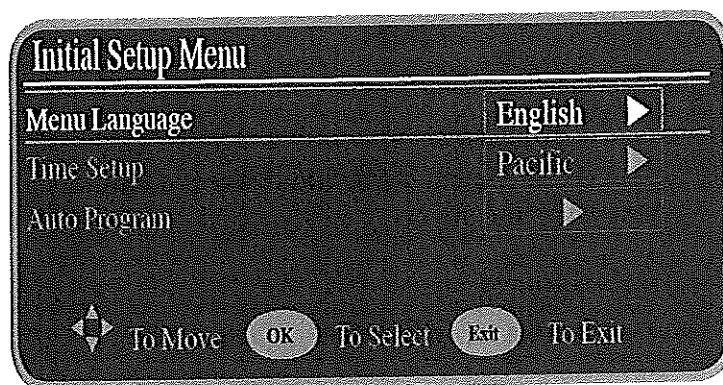 Initial Setup Menu
Menu Language English
Time Setup Pacific
Auto Program
To Move OK To Select Exit To Exit